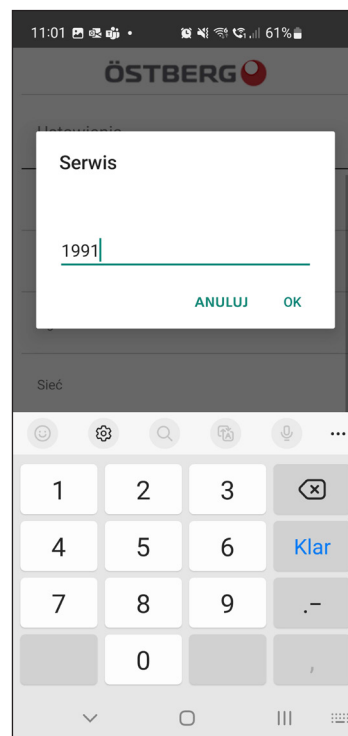 11:01 61%
ÖSTBERG
Ustawienia
Serwis
1991
ANULUJ OK
Sieć
1 2 3
4 5 6 Klar
7 8 9 .–
0 ,